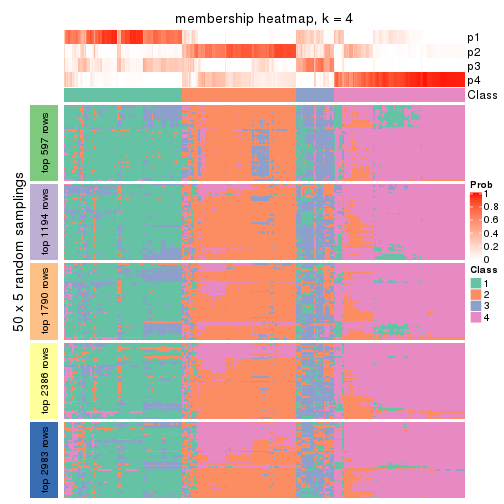 membership heatmap, k = 4
p1
p2
p3
p4
Class
50 x 5 random samplings
top 597 rows
top 1194 rows
top 1790 rows
top 2386 rows
top 2983 rows
Prob
1
0.8
0.6
0.4
0.2
0
Class
1
2
3
4